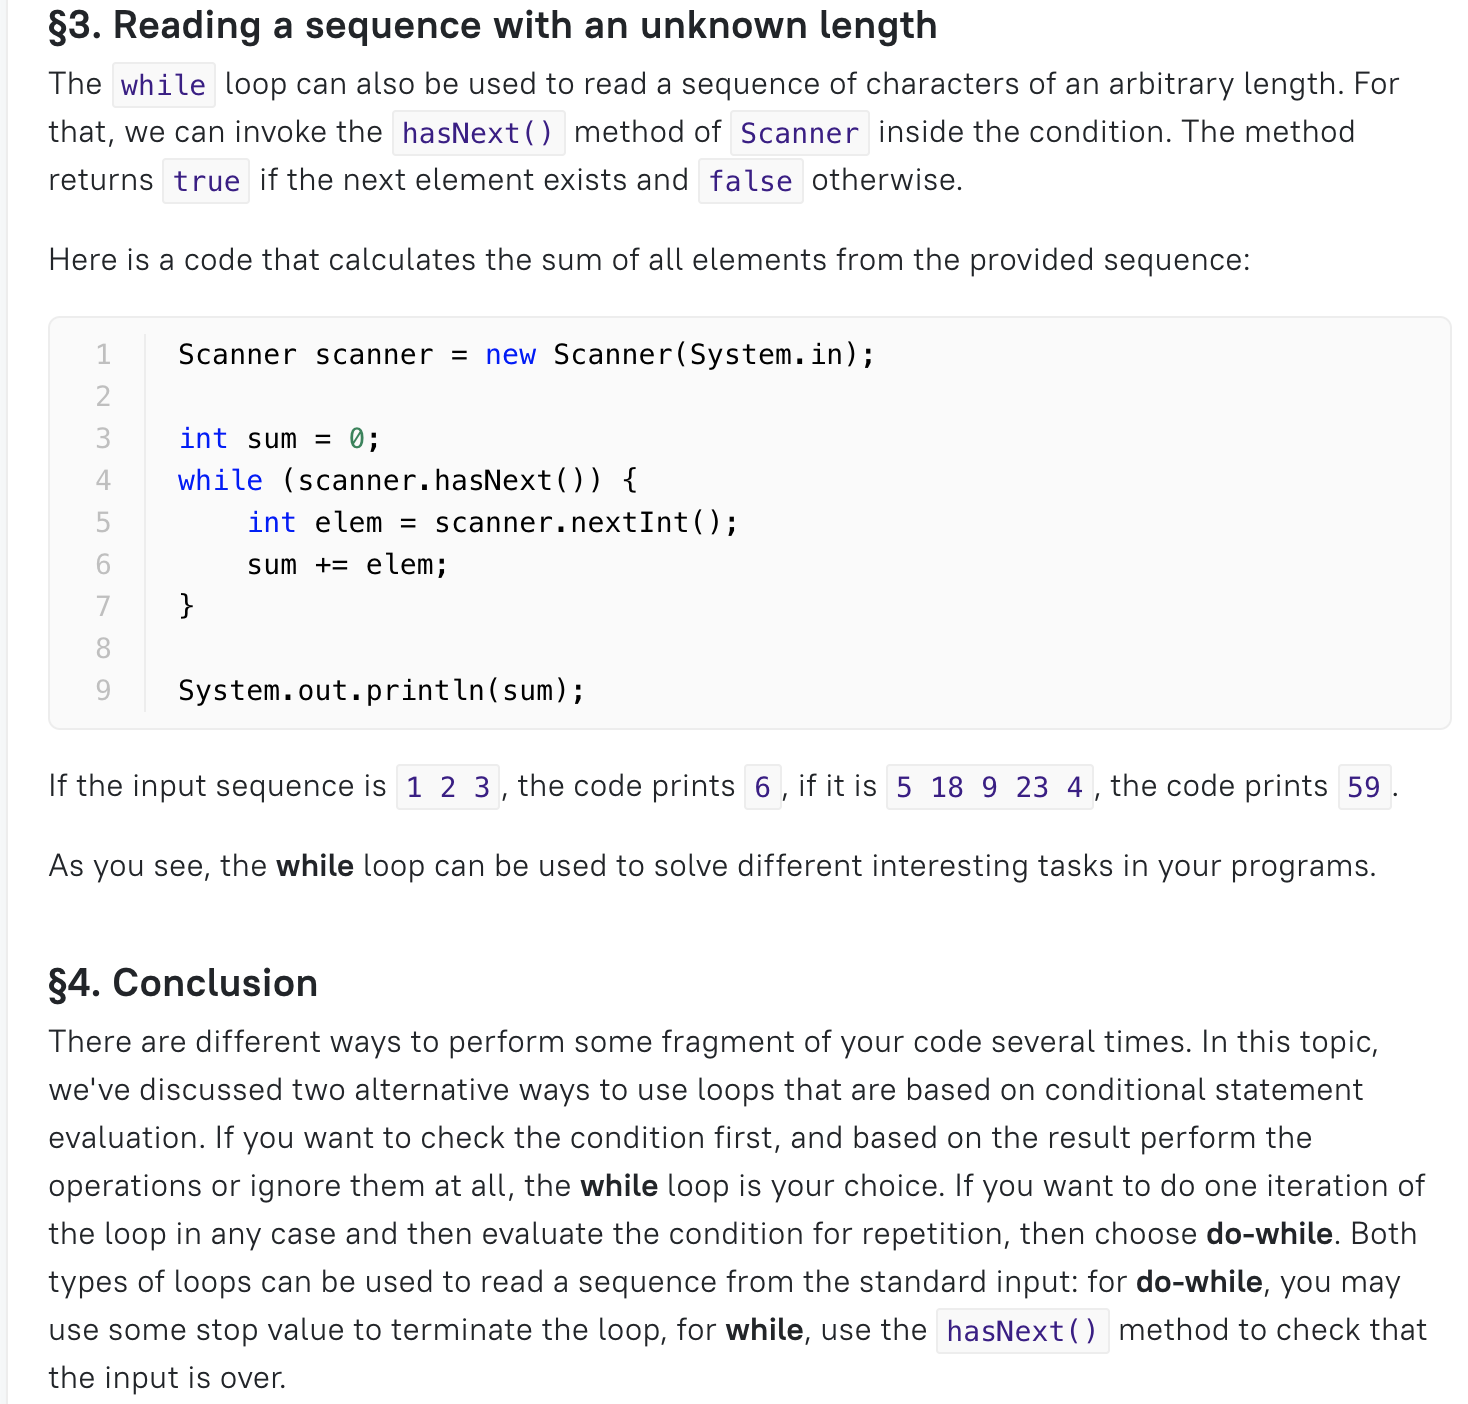 §3. Reading a sequence with an unknown length
The while loop can also be used to read a sequence of characters of an arbitrary length. For
that, we can invoke the hasNext() method of Scanner inside the condition. The method
returns true if the next element exists and false otherwise.
Here is a code that calculates the sum of all elements from the provided sequence:
1 Scanner scanner = new Scanner(System.in);
2
3 int sum = 0;
4 while (scanner.hasNext()) {
5     int elem = scanner.nextInt();
6     sum += elem;
7 }
8
9 System.out.println(sum);
If the input sequence is 1 2 3, the code prints 6, if it is 5 18 9 23 4, the code prints 59.
As you see, the while loop can be used to solve different interesting tasks in your programs.
§4. Conclusion
There are different ways to perform some fragment of your code several times. In this topic,
we've discussed two alternative ways to use loops that are based on conditional statement
evaluation. If you want to check the condition first, and based on the result perform the
operations or ignore them at all, the while loop is your choice. If you want to do one iteration of
the loop in any case and then evaluate the condition for repetition, then choose do-while. Both
types of loops can be used to read a sequence from the standard input: for do-while, you may
use some stop value to terminate the loop, for while, use the hasNext() method to check that
the input is over.